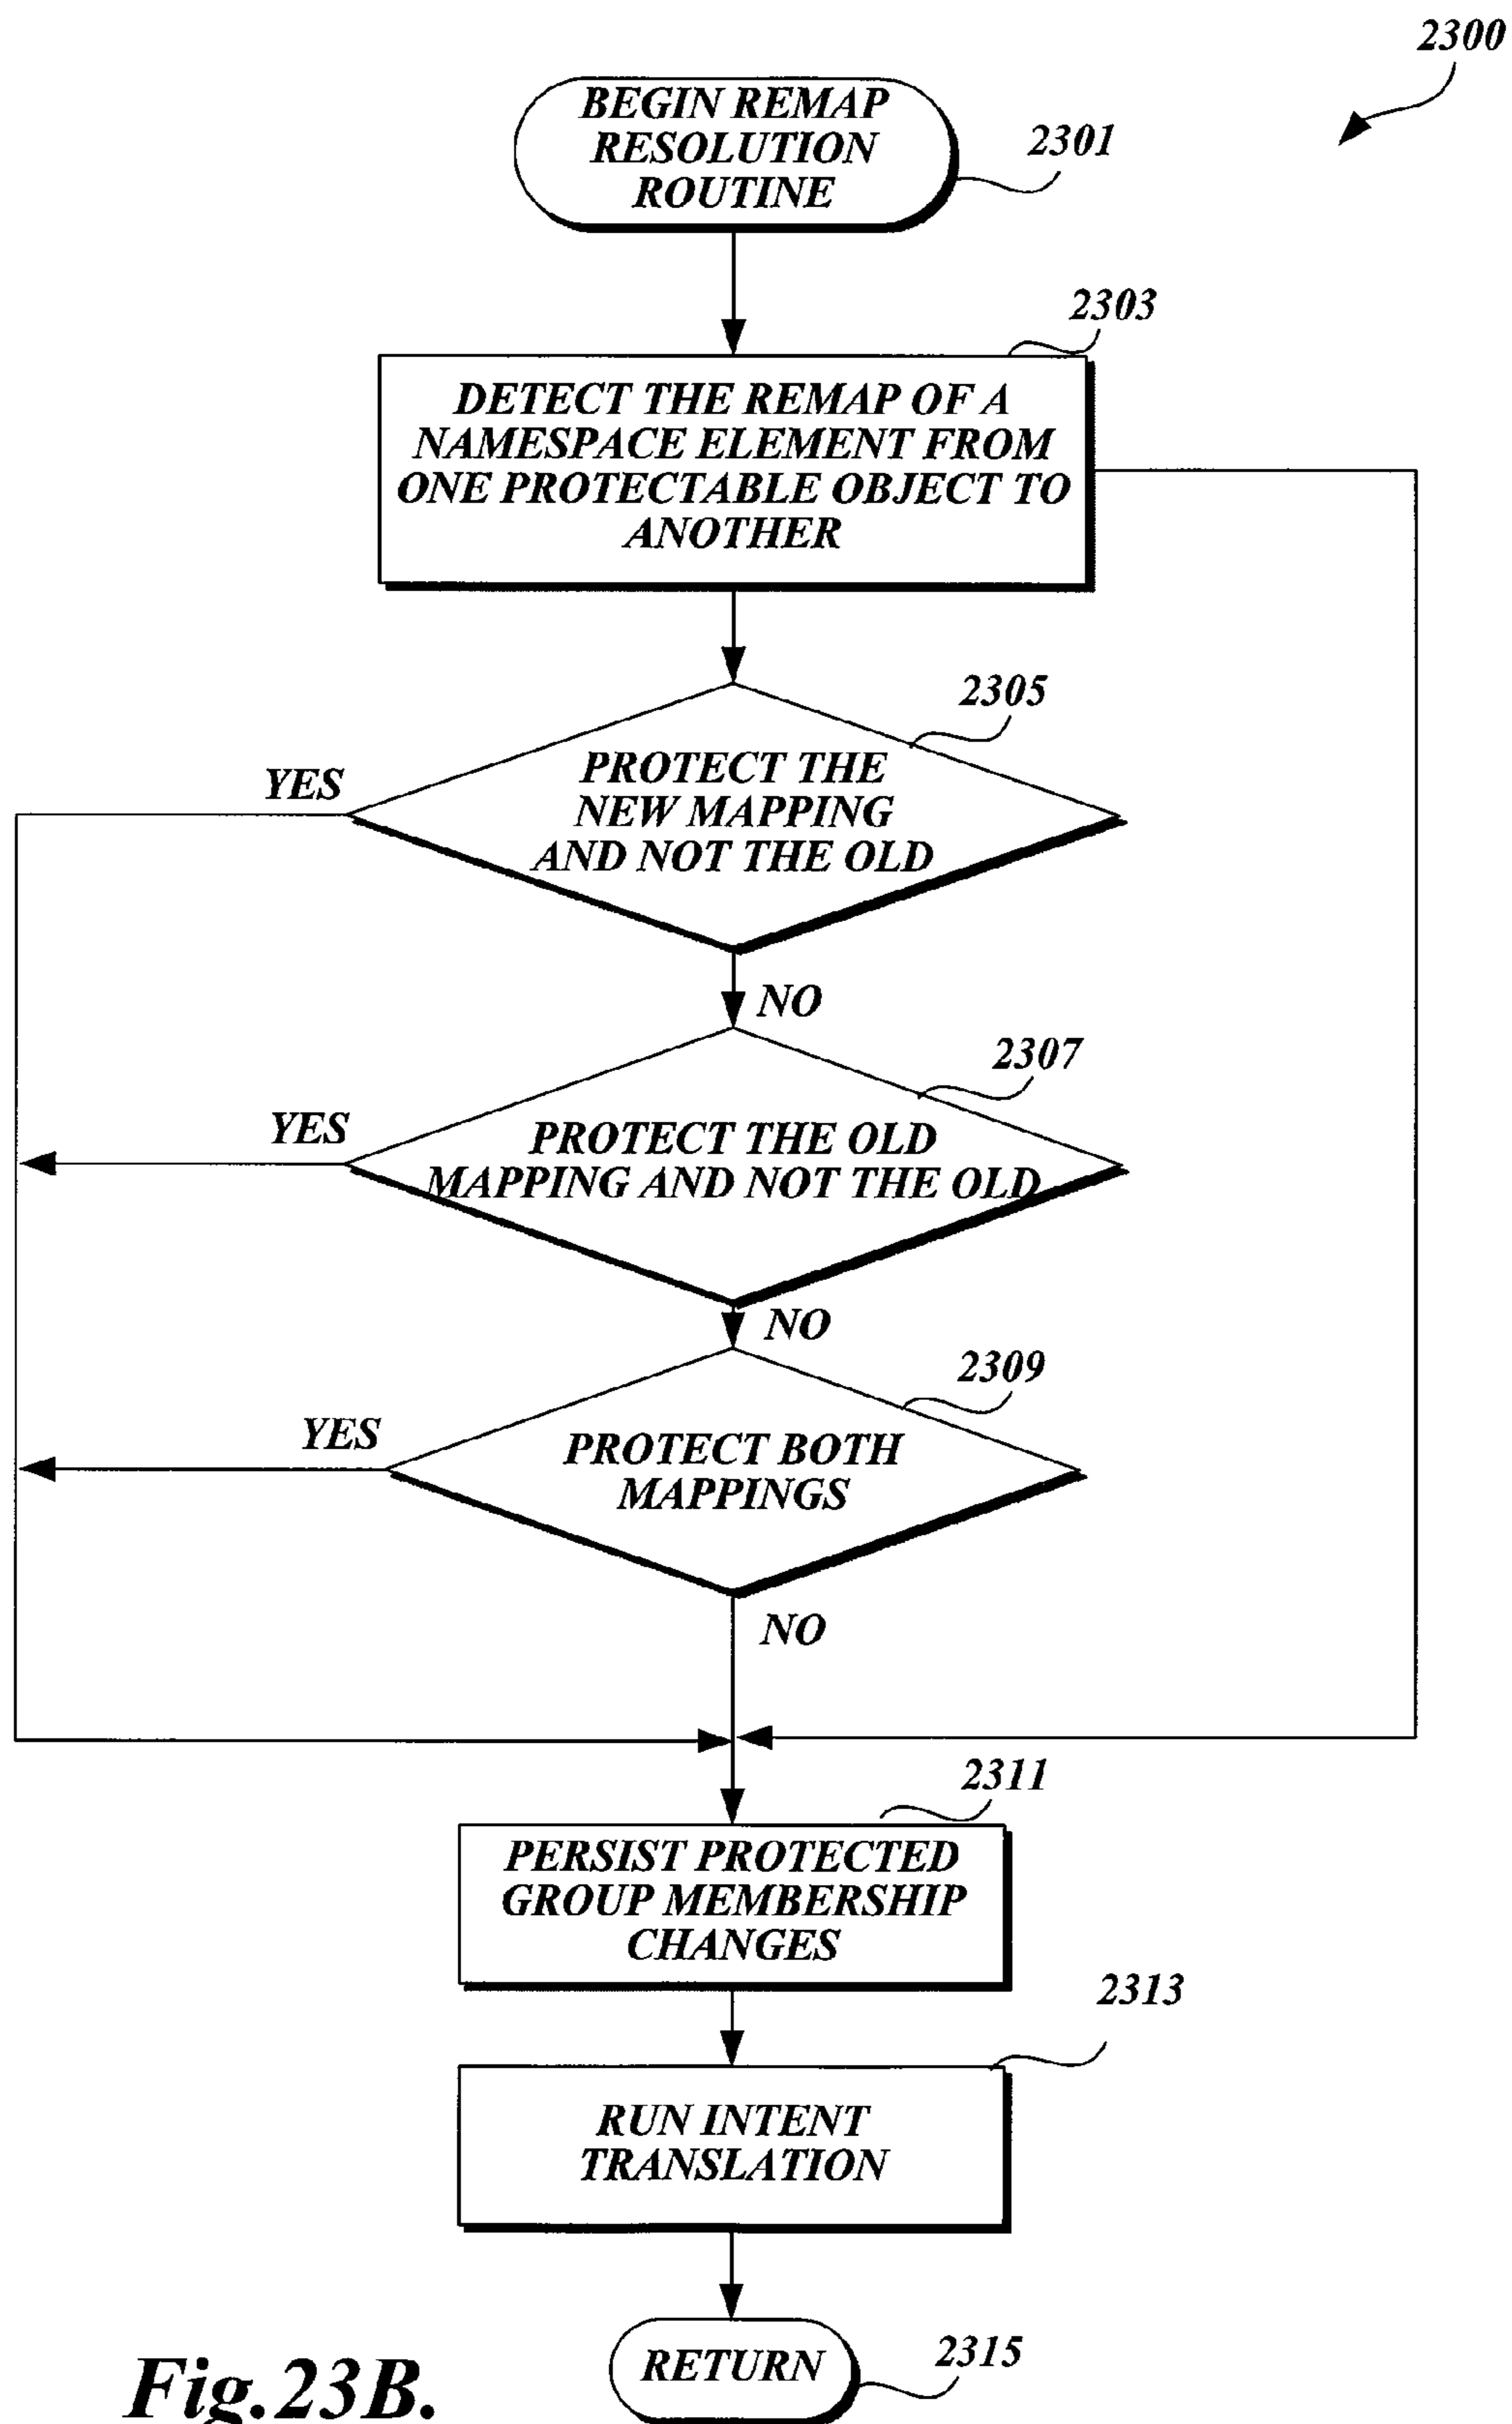 2300
BEGIN REMAP
RESOLUTION
ROUTINE
2301
2303
DETECT THE REMAP OF A
NAMESPACE ELEMENT FROM
ONE PROTECTABLE OBJECT TO
ANOTHER
2305
YES
PROTECT THE
NEW MAPPING
AND NOT THE OLD
NO
2307
YES
PROTECT THE OLD
MAPPING AND NOT THE OLD
NO
2309
YES
PROTECT BOTH
MAPPINGS
NO
2311
PERSIST PROTECTED
GROUP MEMBERSHIP
CHANGES
2313
RUN INTENT
TRANSLATION
RETURN
2315
Fig.23B.